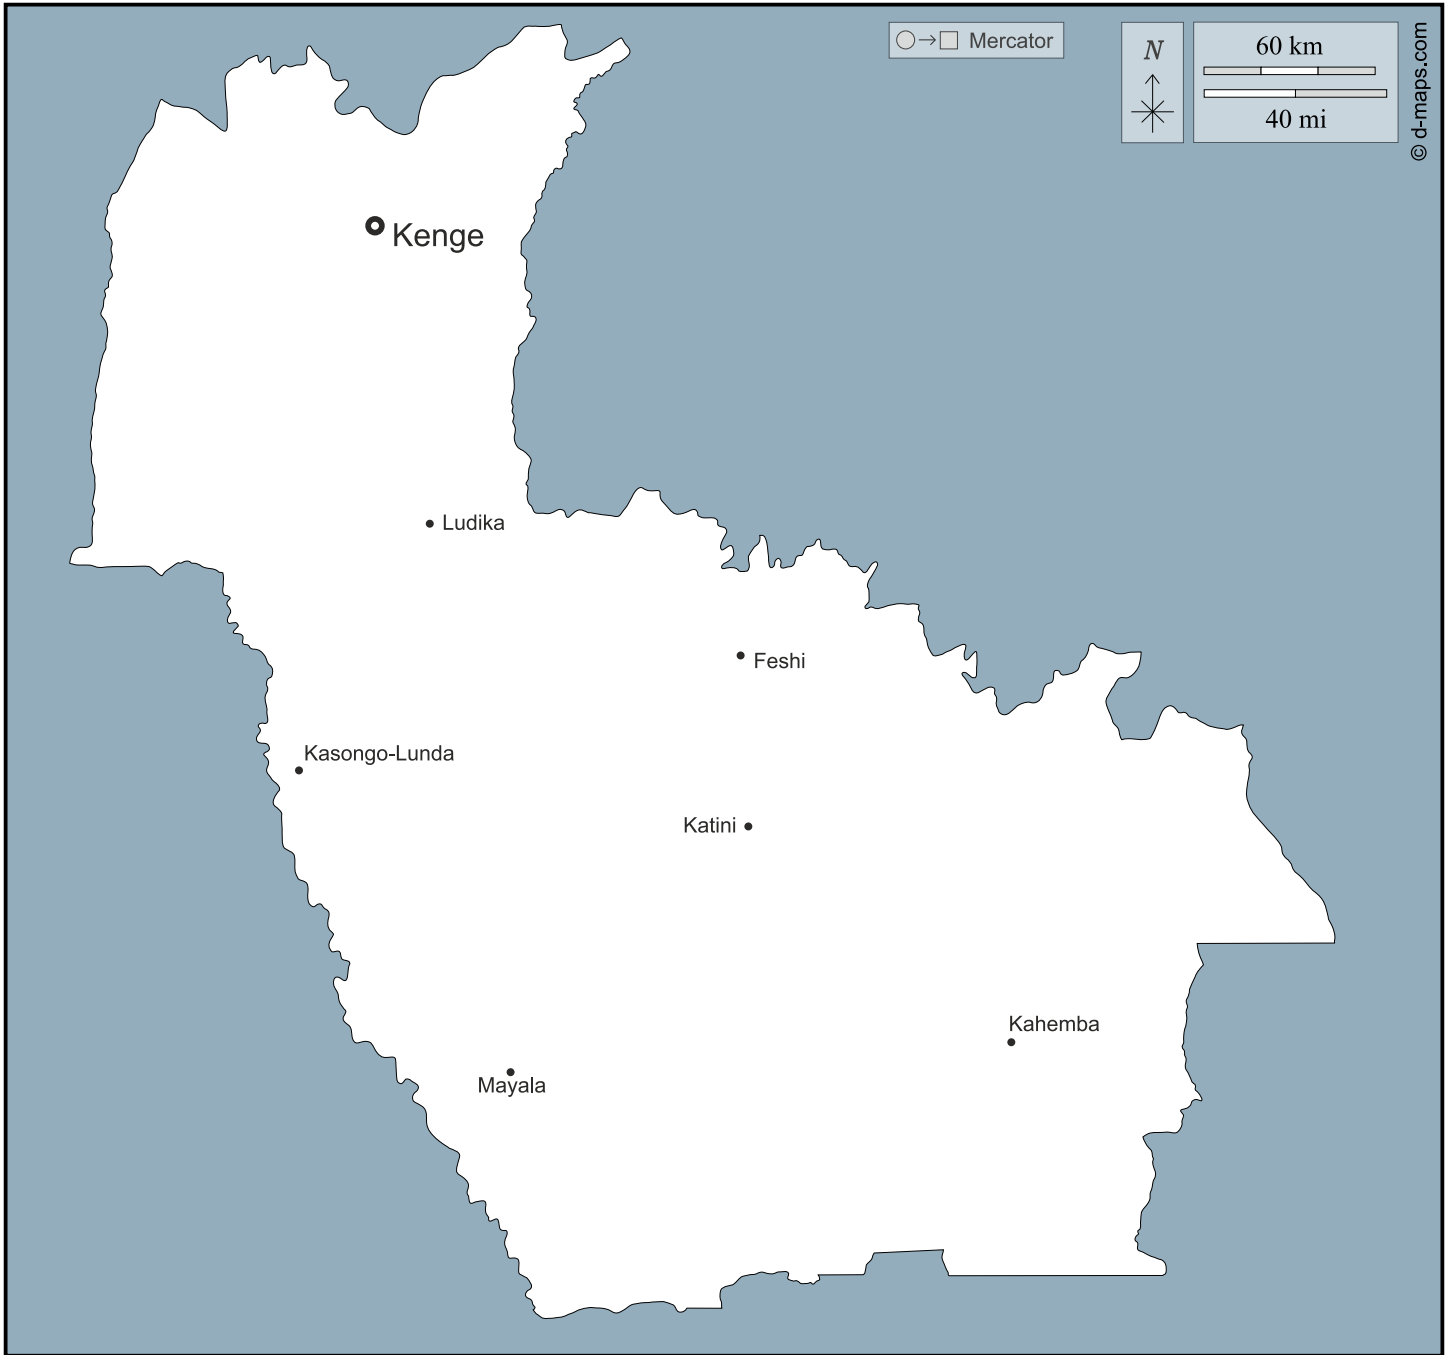 Mercator
N
60 km
40 mi
© d-maps.com
Kenge
Ludika
Feshi
Kasongo-Lunda
Katini
Kahemba
Mayala